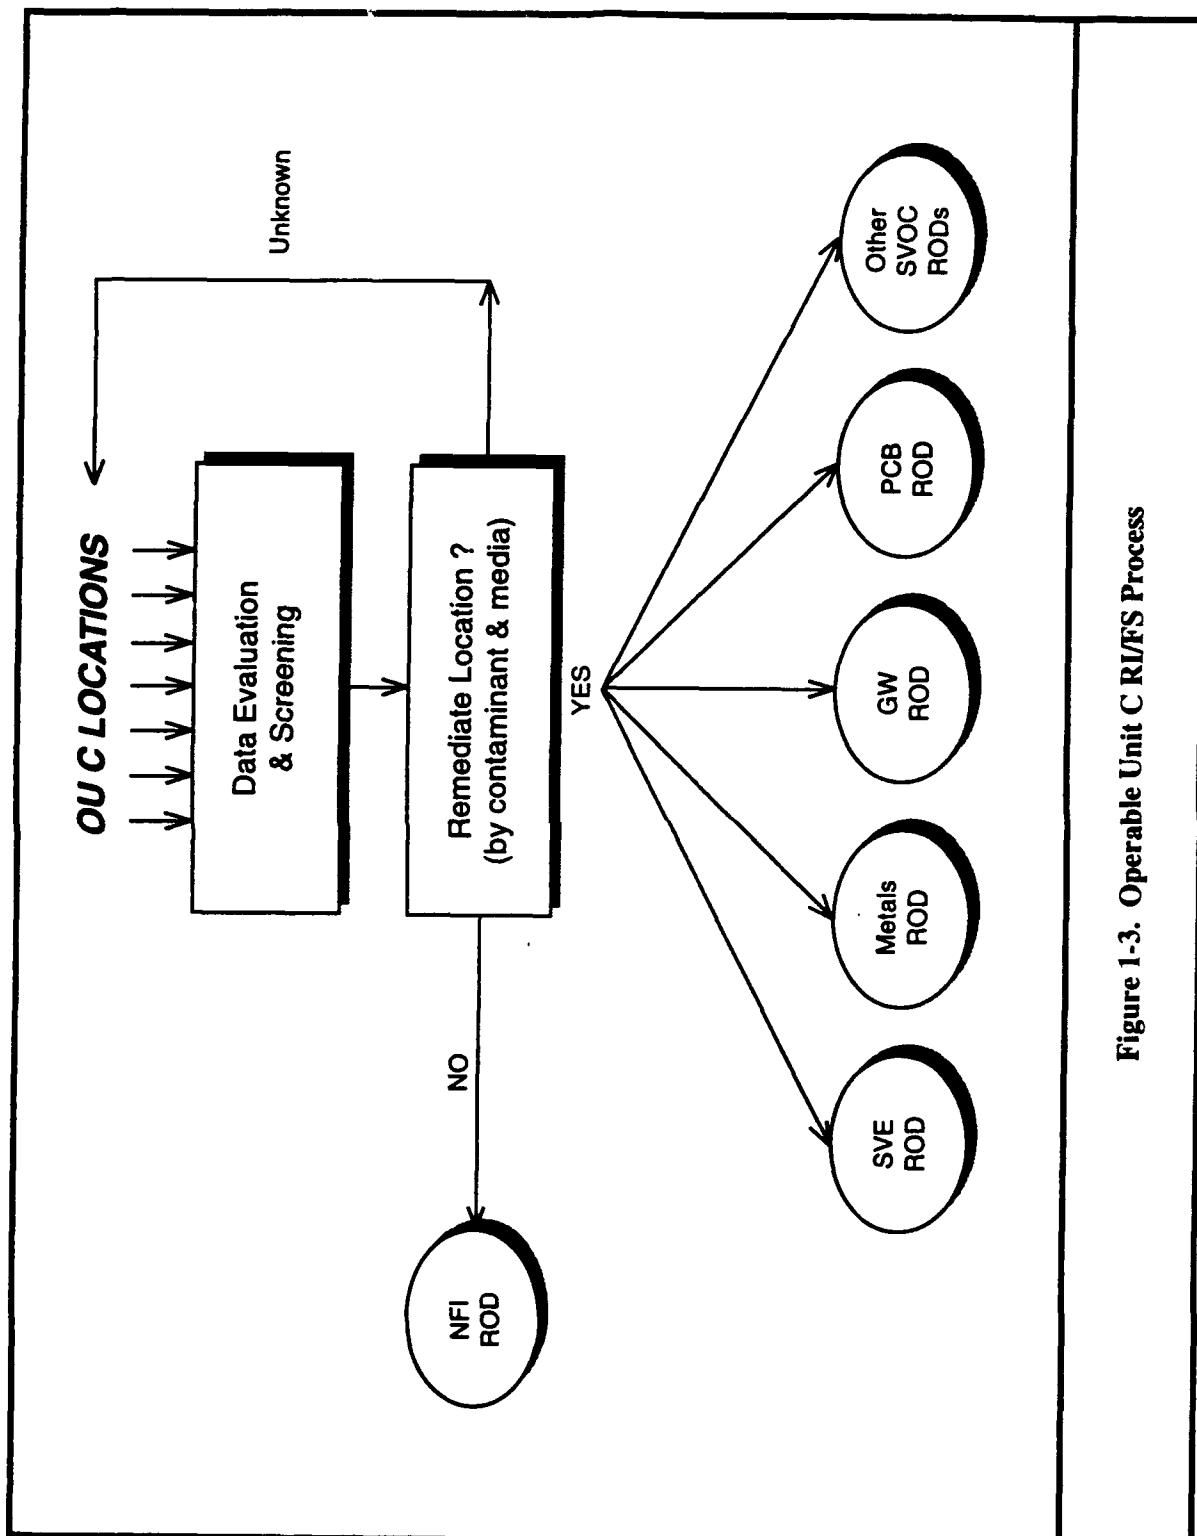 OU C LOCATIONS
Unknown
Data Evaluation
& Screening
Remediate Location ?
(by contaminant & media)
NO
YES
NFI
ROD
SVE
ROD
Metals
ROD
GW
ROD
PCB
ROD
Other
SVOC
RODs
Figure 1-3. Operable Unit C RI/FS Process